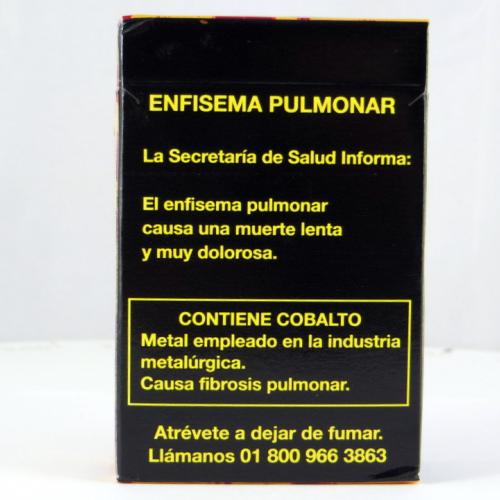 ENFISEMA PULMONAR
La Secretaría de Salud Informa:
El enfisema pulmonar
causa una muerte lenta
y muy dolorosa.
CONTIENE COBALTO
Metal empleado en la industria
metalúrgica.
Causa fibrosis pulmonar.
Atrévete a dejar de fumar.
Llámanos 01 800 966 3863